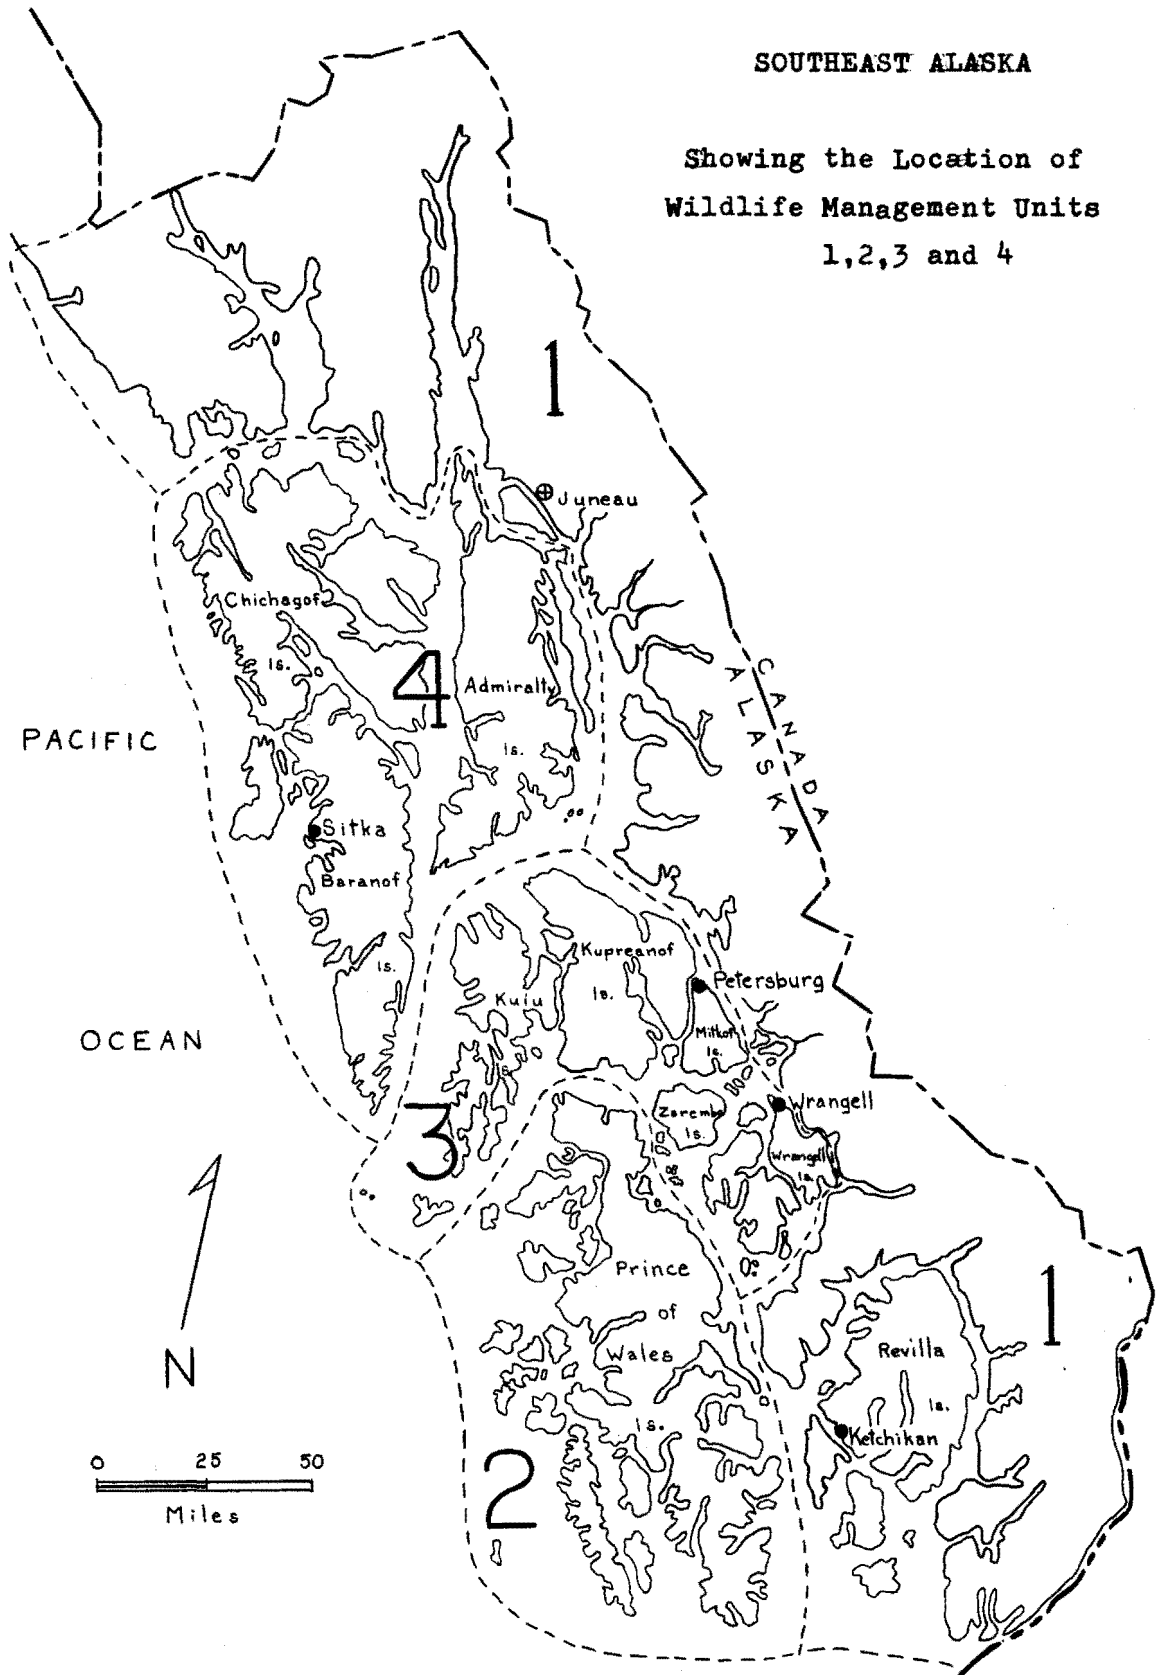 SOUTHEAST ALASKA
Showing the Location of
Wildlife Management Units
1,2,3 and 4
1
Juneau
Chichagof
Is.
4
Admiralty
Is.
CANADA
ALASKA
PACIFIC
Sitka
Baranof
Is.
Kupreanof
Is.
Kuiu
Is.
Petersburg
Mitkof
Is.
OCEAN
3
Zarembo
Is.
Wrangell
Wrangell
Is.
N
Prince
of
Wales
Is.
1
Revilla
Is.
Ketchikan
2
0 25 50
Miles